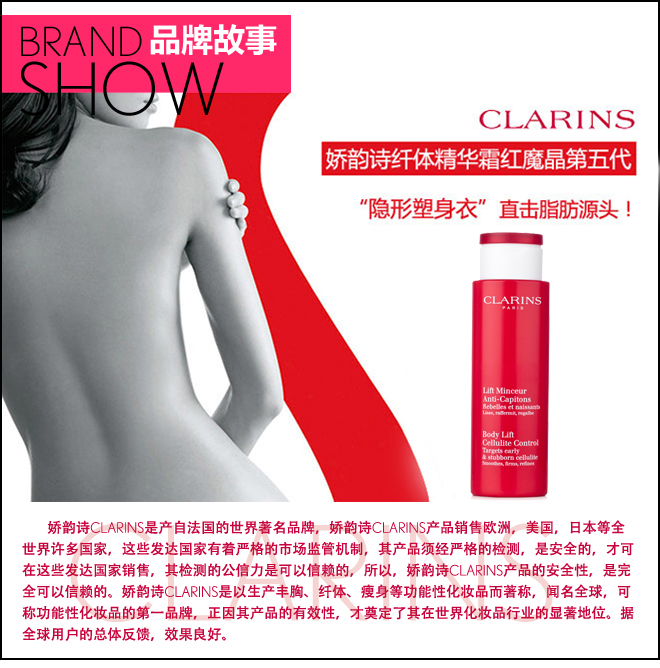 BRAND 品牌故事
SHOW
CLARINS
娇韵诗纤体精华霜红魔晶第五代
“隐形塑身衣”直击脂肪源头！
CLARINS
PARIS
Lift Minceur
Anti-Capitons
Rebelles et naissants
Lisse, raffermit, regalbe
Body Lift
Cellulite Control
Targets early
& stubborn cellulite
Smoothes, firms, refines
娇韵诗CLARINS是产自法国的世界著名品牌，娇韵诗CLARINS产品销售欧洲，美国，日本等全
世界许多国家，这些发达国家有着严格的市场监管机制，其产品须经严格的检测，是安全的，才可
在这些发达国家销售，其检测的公信力是可以信赖的，所以，娇韵诗CLARINS产品的安全性，是完
全可以信赖的。娇韵诗CLARINS是以生产丰胸、纤体、瘦身等功能性化妆品而著称，闻名全球，可
称功能性化妆品的第一品牌，正因其产品的有效性，才奠定了其在世界化妆品行业的显著地位。据
全球用户的总体反馈，效果良好。
CLARINS